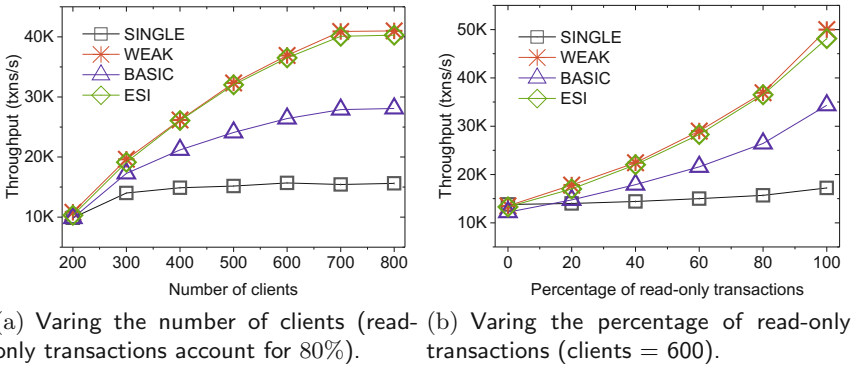 40K
30K
20K
10K
Throughput (txns/s)
SINGLE
WEAK
BASIC
ESI
200 300 400 500 600 700 800
Number of clients
50K
40K
30K
20K
10K
Throughput (txns/s)
SINGLE
WEAK
BASIC
ESI
0 20 40 60 80 100
Percentage of read-only transactions
(a) Varing the number of clients (read-
only transactions account for 80%).
(b) Varing the percentage of read-only
transactions (clients = 600).